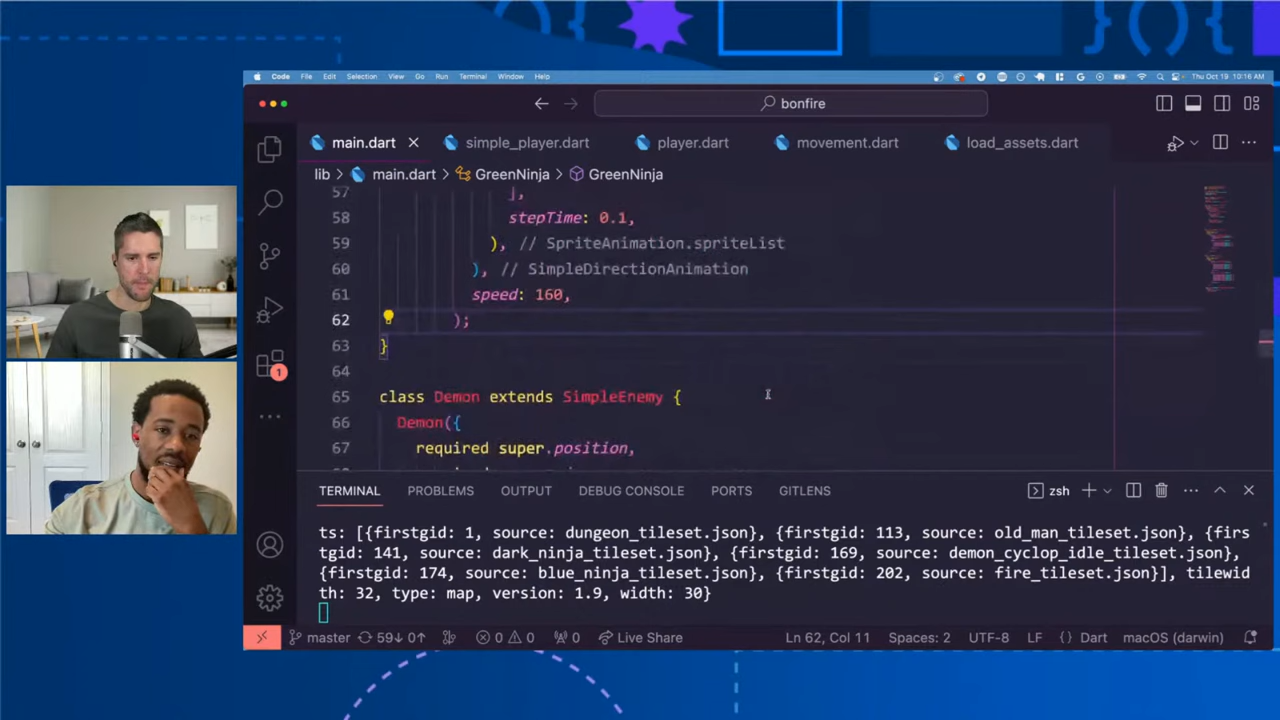 Code File Edit Selection View Go Run Terminal Window Help Thu Oct 19 10:16 AM
bonfire
main.dart simple_player.dart player.dart movement.dart load_assets.dart
lib main.dart GreenNinja GreenNinja
57 ],
58 stepTime: 0.1,
59 ), // SpriteAnimation.spriteList
60 ), // SimpleDirectionAnimation
61 speed: 160,
62 );
63 }
64
65 class Demon extends SimpleEnemy {
66 Demon({
67 required super.position,
1
TERMINAL PROBLEMS OUTPUT DEBUG CONSOLE PORTS GITLENS zsh
ts: [{firstgid: 1, source: dungeon_tileset.json}, {firstgid: 113, source: old_man_tileset.json}, {firs
tgid: 141, source: dark_ninja_tileset.json}, {firstgid: 169, source: demon_cyclop_idle_tileset.json},
{firstgid: 174, source: blue_ninja_tileset.json}, {firstgid: 202, source: fire_tileset.json}], tilewid
th: 32, type: map, version: 1.9, width: 30}
master 59↓ 0↑ 0 0 0 Live Share Ln 62, Col 11 Spaces: 2 UTF-8 LF {} Dart macOS (darwin)